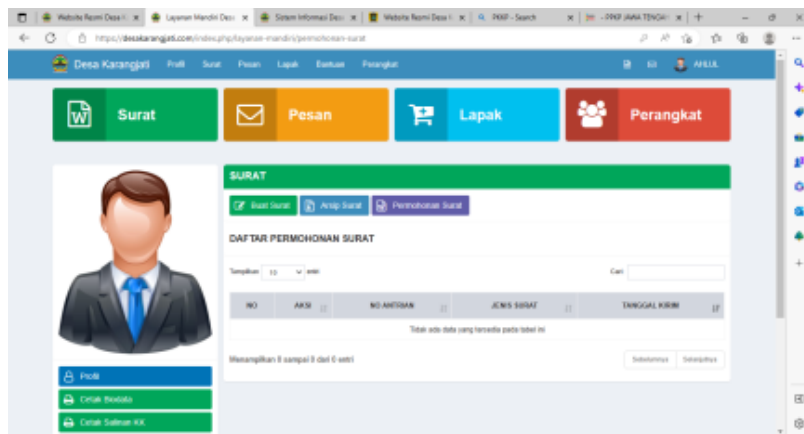 Website Resmi Desa
Layanan Mandiri Desa
Sistem Informasi Desa
Website Resmi Desa
PKKP - Search
https://desakarangjati.com/index.php/layanan-mandiri/permohonan-surat
Desa Karangjati Profil Surat Pesan Lapak Bantuan Perangkat
Surat Pesan Lapak Perangkat
SURAT
Buat Surat Arsip Surat Permohonan Surat
DAFTAR PERMOHONAN SURAT
Tampilkan 10 entri Cari:
NO AKSI NO ANTRIAN JENIS SURAT TANGGAL KIRIM
Tidak ada data yang tersedia pada tabel ini
Menampilkan 0 sampai 0 dari 0 entri Sebelumnya Selanjutnya
Profil
Cetak Biodata
Cetak Salinan KK